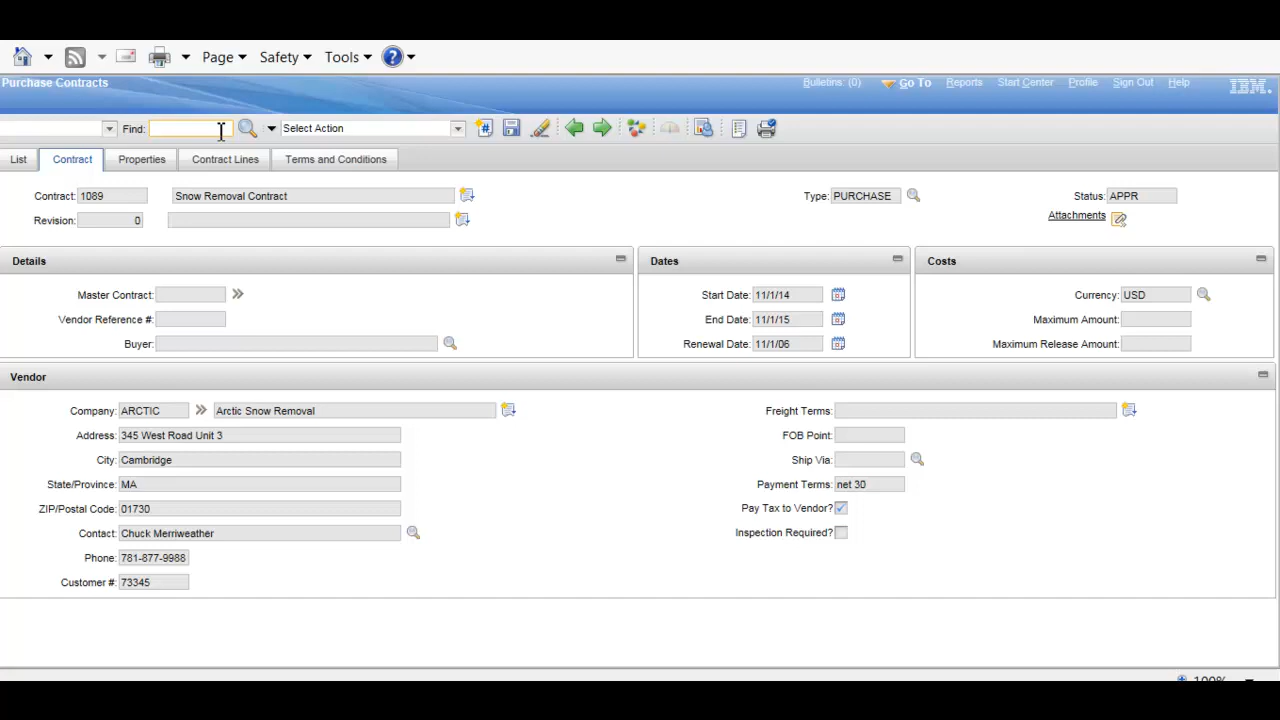 Page Safety Tools
Purchase Contracts Bulletins: (0) Go To Reports Start Center Profile Sign Out Help IBM.
Find: Select Action
List Contract Properties Contract Lines Terms and Conditions
Contract: 1089 Snow Removal Contract Type: PURCHASE Status: APPR
Revision: 0 Attachments
Details Dates Costs
Master Contract: Start Date: 11/1/14 Currency: USD
Vendor Reference #: End Date: 11/1/15 Maximum Amount:
Buyer: Renewal Date: 11/1/06 Maximum Release Amount:
Vendor
Company: ARCTIC Arctic Snow Removal Freight Terms:
Address: 345 West Road Unit 3 FOB Point:
City: Cambridge Ship Via:
State/Province: MA Payment Terms: net 30
ZIP/Postal Code: 01730 Pay Tax to Vendor?
Contact: Chuck Merriweather Inspection Required?
Phone: 781-877-9988
Customer #: 73345
100%